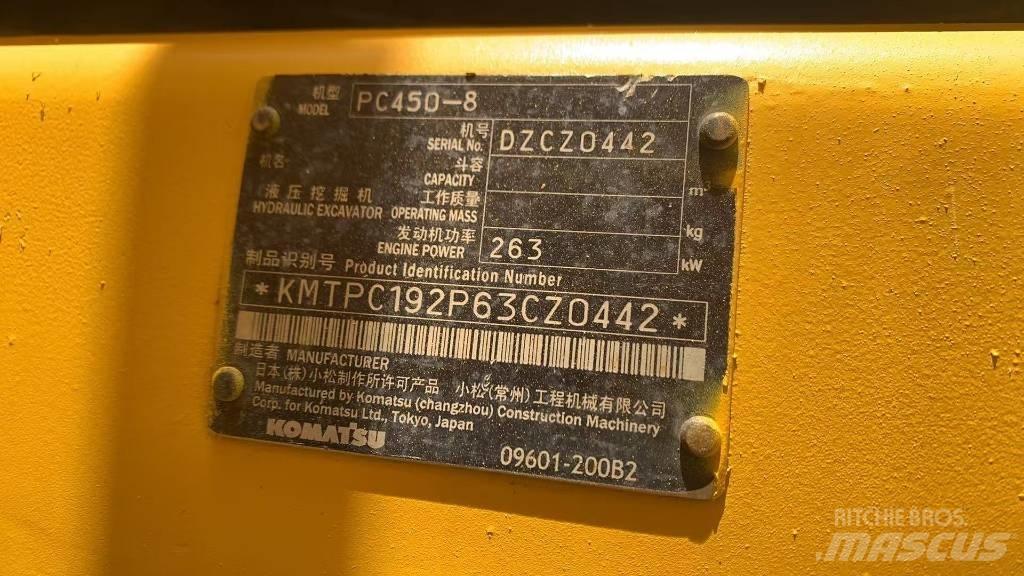 机型 MODEL PC450-8
机号 SERIAL No. DZCZ0442
机名 斗容 CAPACITY m³
液压挖掘机 工作质量
HYDRAULIC EXCAVATOR OPERATING MASS kg
发动机功率 ENGINE POWER 263 kW
制品识别号 Product Identification Number
*KMTPC192P63CZ0442*
制造者 MANUFACTURER
日本(株)小松制作所许可产品 小松(常州)工程机械有限公司
Manufactured by Komatsu (changzhou) Construction Machinery
Corp. for Komatsu Ltd., Tokyo, Japan
KOMATSU 09601-200B2
RITCHIE BROS.
MASCUS